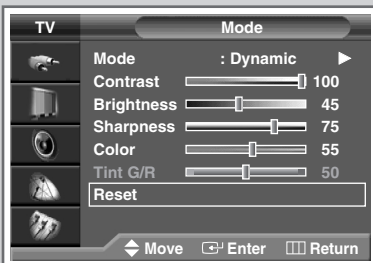 TV Mode
Mode : Dynamic
Contrast 100
Brightness 45
Sharpness 75
Color 55
Tint G/R 50
Reset
Move Enter Return